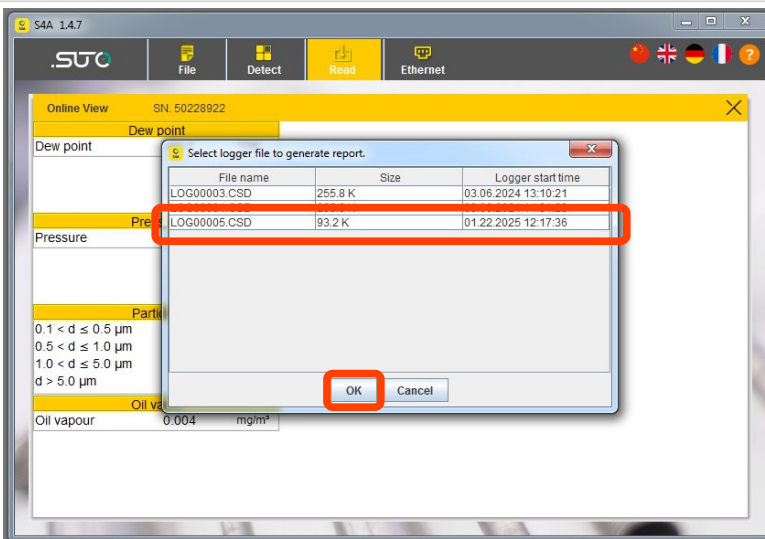 S4A 1.4.7
.SUTO
File
Detect
Read
Ethernet
?
Online View SN. 50228922
Dew point
Dew point
Pressure
Select logger file to generate report.
File name Size Logger start time
LOG00003.CSD 255.8 K 03.06.2024 13:10:21
LOG00005.CSD 93.2 K 01.22.2025 12:17:36
0.1 < d ≤ 0.5 µm
0.5 < d ≤ 1.0 µm
1.0 < d ≤ 5.0 µm
d > 5.0 µm
OK Cancel
Oil vapour 0.004 mg/m³